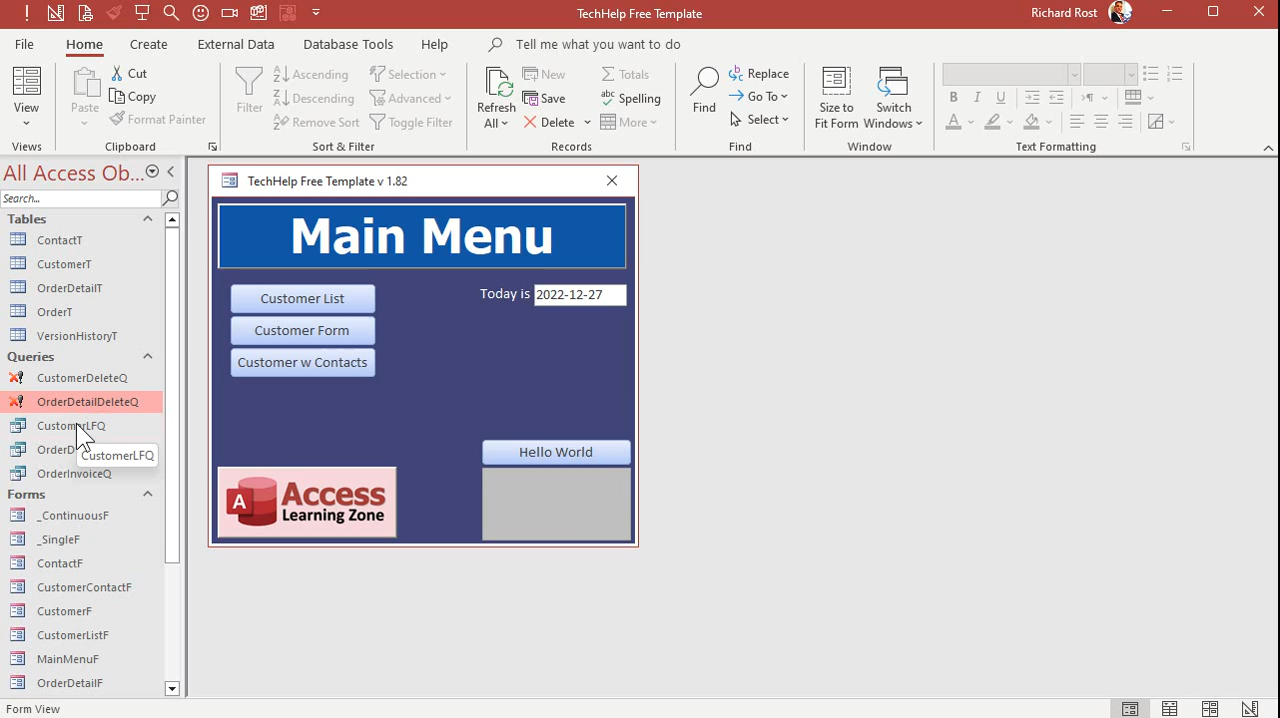 TechHelp Free Template
Richard Rost
File
Home
Create
External Data
Database Tools
Help
Tell me what you want to do
View
Views
Paste
Cut
Copy
Format Painter
Clipboard
Filter
Ascending
Descending
Remove Sort
Selection
Advanced
Toggle Filter
Sort & Filter
Refresh
All
New
Save
Delete
Totals
Spelling
More
Records
Find
Replace
Go To
Select
Find
Size to
Fit Form
Switch
Windows
Window
B I U
Text Formatting
All Access Ob...
Search...
Tables
ContactT
CustomerT
OrderDetailT
OrderT
VersionHistoryT
Queries
CustomerDeleteQ
OrderDetailDeleteQ
CustomerLFQ
OrderD
CustomerLFQ
OrderInvoiceQ
Forms
_ContinuousF
_SingleF
ContactF
CustomerContactF
CustomerF
CustomerListF
MainMenuF
OrderDetailF
TechHelp Free Template v 1.82
Main Menu
Customer List
Customer Form
Customer w Contacts
Today is 2022-12-27
Hello World
A Access
Learning Zone
Form View